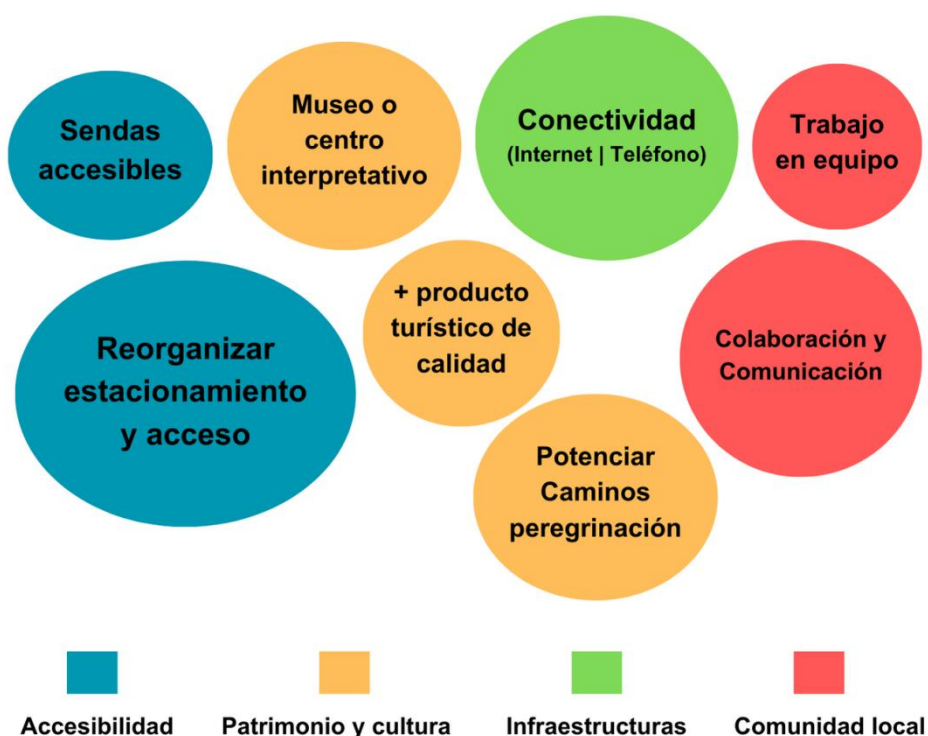 Sendas
accesibles
Museo o
centro
interpretativo
Conectividad
(Internet | Teléfono)
Trabajo
en equipo
Reorganizar
estacionamiento
y acceso
+ producto
turístico de
calidad
Colaboración y
Comunicación
Potenciar
Caminos
peregrinación
Accesibilidad
Patrimonio y cultura
Infraestructuras
Comunidad local